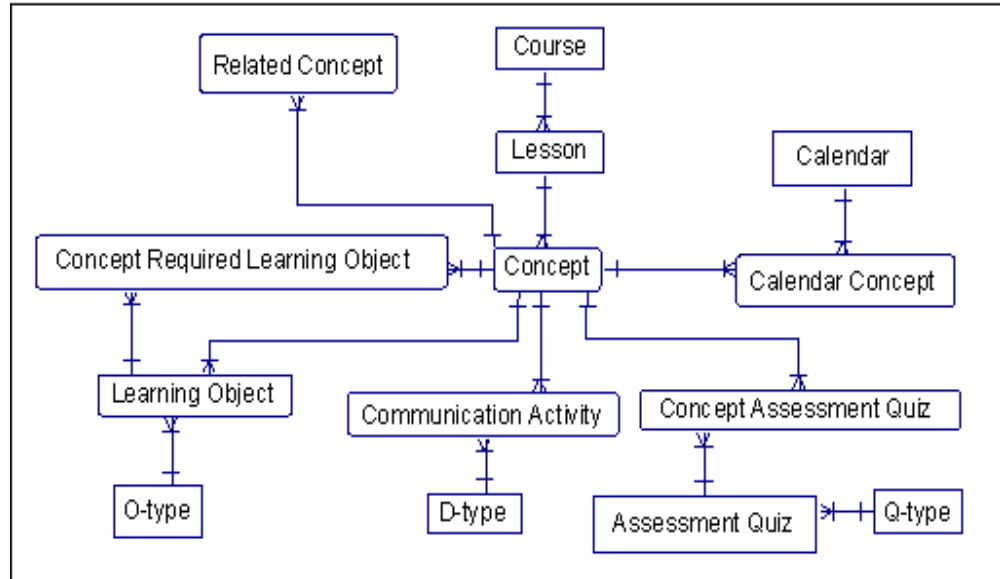 Course
Related Concept
Lesson
Calendar
Concept Required Learning Object
Concept
Calendar Concept
Learning Object
Communication Activity
Concept Assessment Quiz
O-type
D-type
Assessment Quiz
Q-type